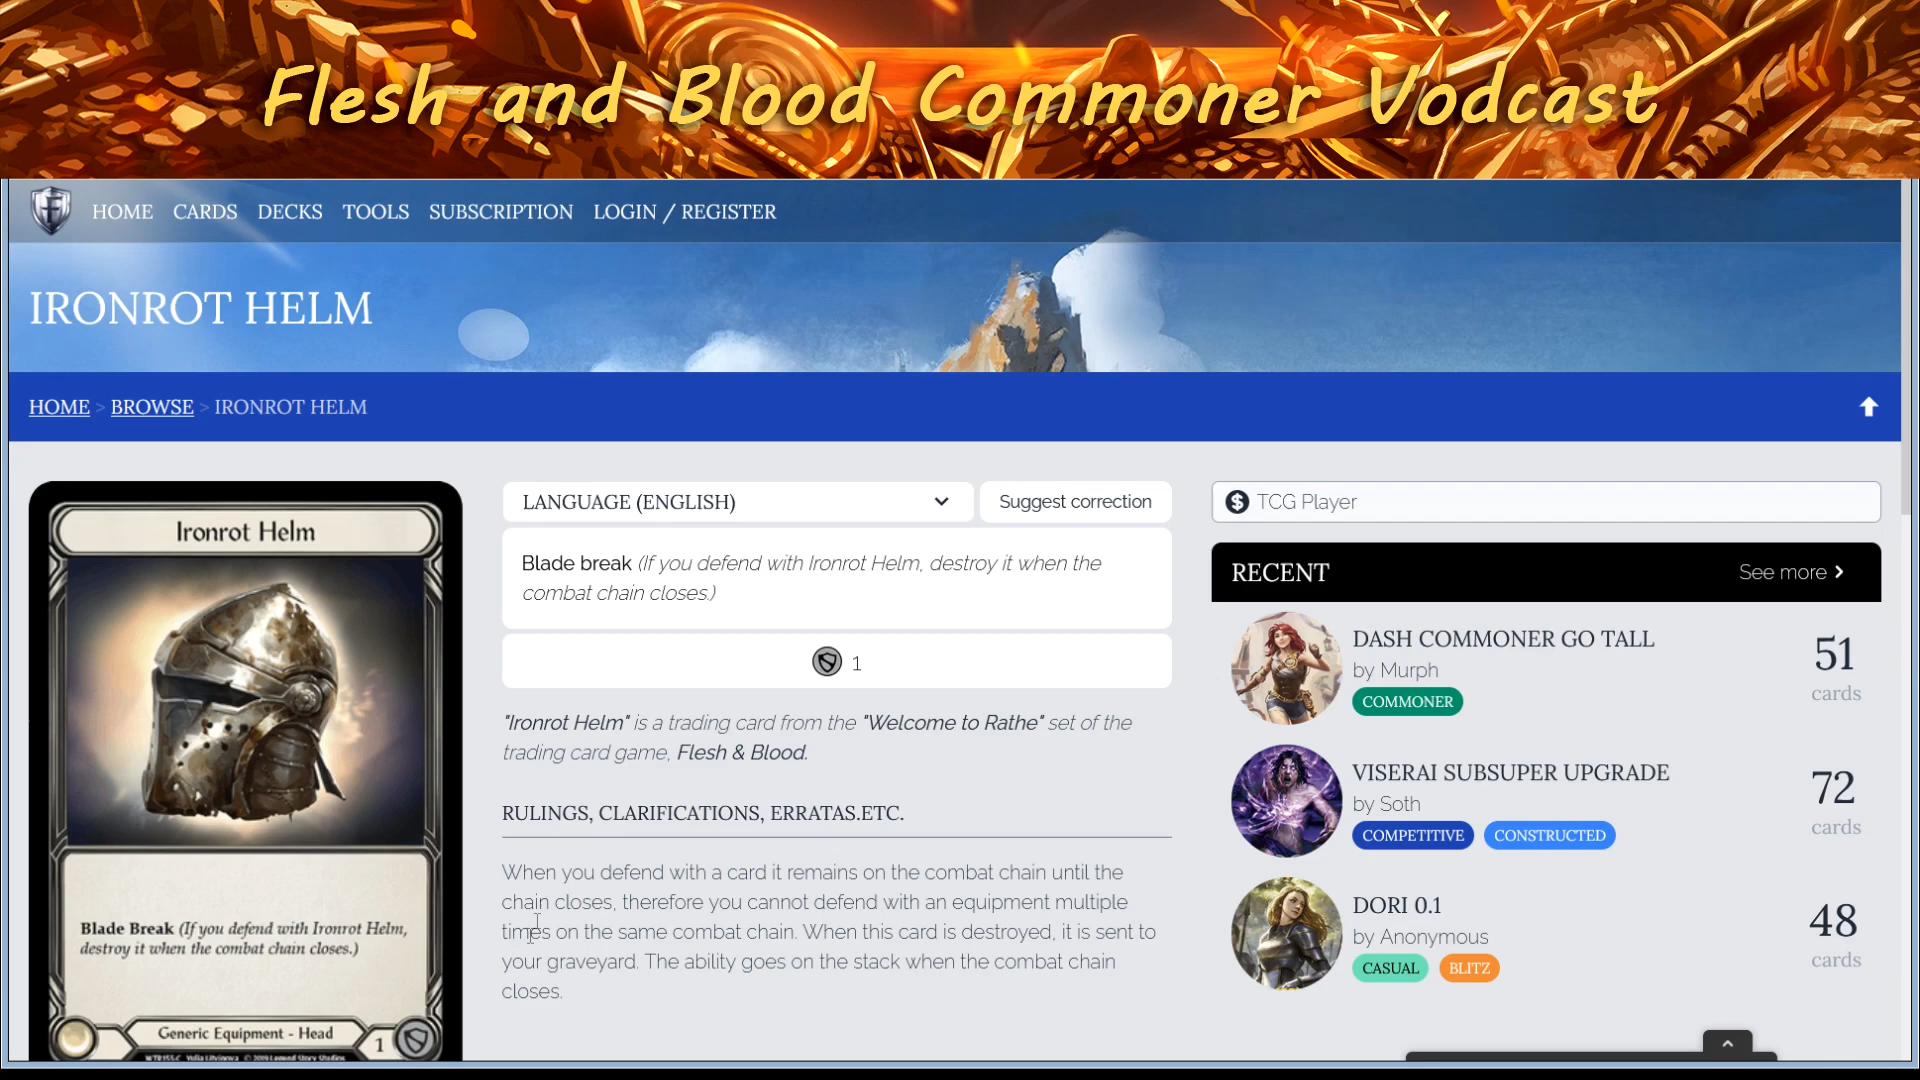 Flesh and Blood Commoner Vodcast
HOME CARDS DECKS TOOLS SUBSCRIPTION LOGIN / REGISTER
IRONROT HELM
HOME > BROWSE > IRONROT HELM
Ironrot Helm
Blade Break (If you defend with Ironrot Helm,
destroy it when the combat chain closes.)
Generic Equipment - Head
1
WTR155-C Yulia Litvinova © 2019 Legend Story Studios
LANGUAGE (ENGLISH)
Suggest correction
Blade break (If you defend with Ironrot Helm, destroy it when the
combat chain closes.)
1
"Ironrot Helm" is a trading card from the "Welcome to Rathe" set of the
trading card game, Flesh & Blood.
RULINGS, CLARIFICATIONS, ERRATAS.ETC.
When you defend with a card it remains on the combat chain until the
chain closes, therefore you cannot defend with an equipment multiple
times on the same combat chain. When this card is destroyed, it is sent to
your graveyard. The ability goes on the stack when the combat chain
closes.
TCG Player
RECENT
See more
DASH COMMONER GO TALL
by Murph
COMMONER
51
cards
VISERAI SUBSUPER UPGRADE
by Soth
COMPETITIVE CONSTRUCTED
72
cards
DORI 0.1
by Anonymous
CASUAL BLITZ
48
cards